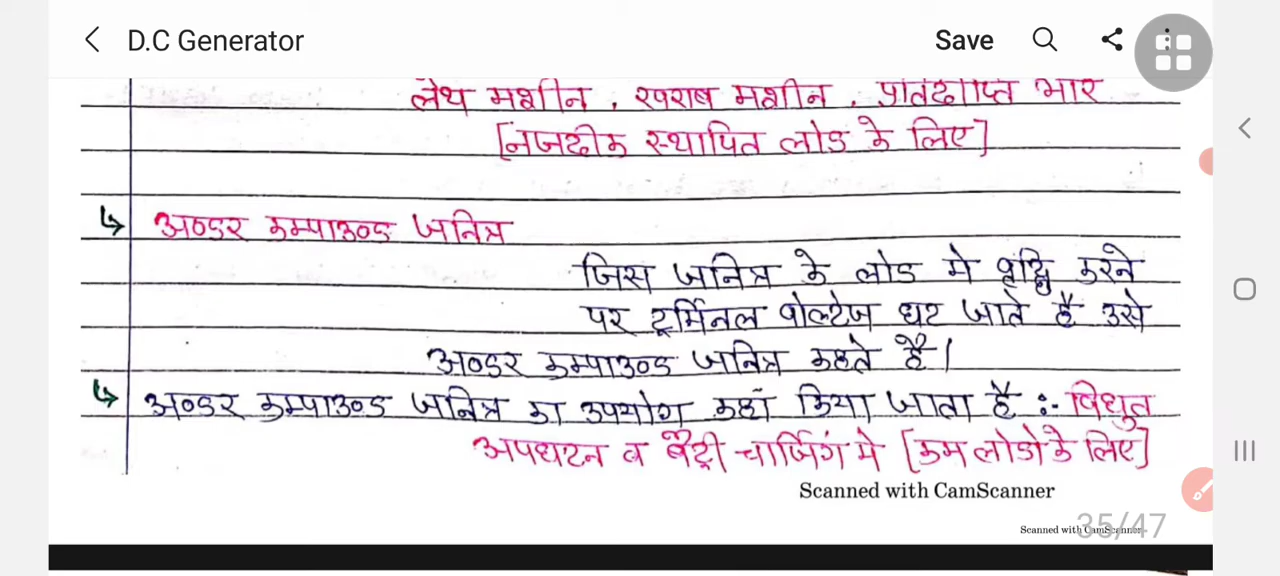 D.C Generator
Save
लेथ मशीन, खराद मशीन, प्रतिदीप्ति भार
[नजदीक स्थापित लोड के लिए]
↳ अण्डर कम्पाउण्ड जनित्र
जिस जनित्र के लोड मे वृद्धि करने
पर टर्मिनल वोल्टेज घट जाते है उसे
अण्डर कम्पाउण्ड जनित्र कहते है।
↳ अण्डर कम्पाउण्ड जनित्र का उपयोग कहाँ किया जाता है :- विधुत
अपघटन व बैट्री चार्जिंग मे [कम लोडो के लिए]
Scanned with CamScanner
35/47
Scanned with CamScanner